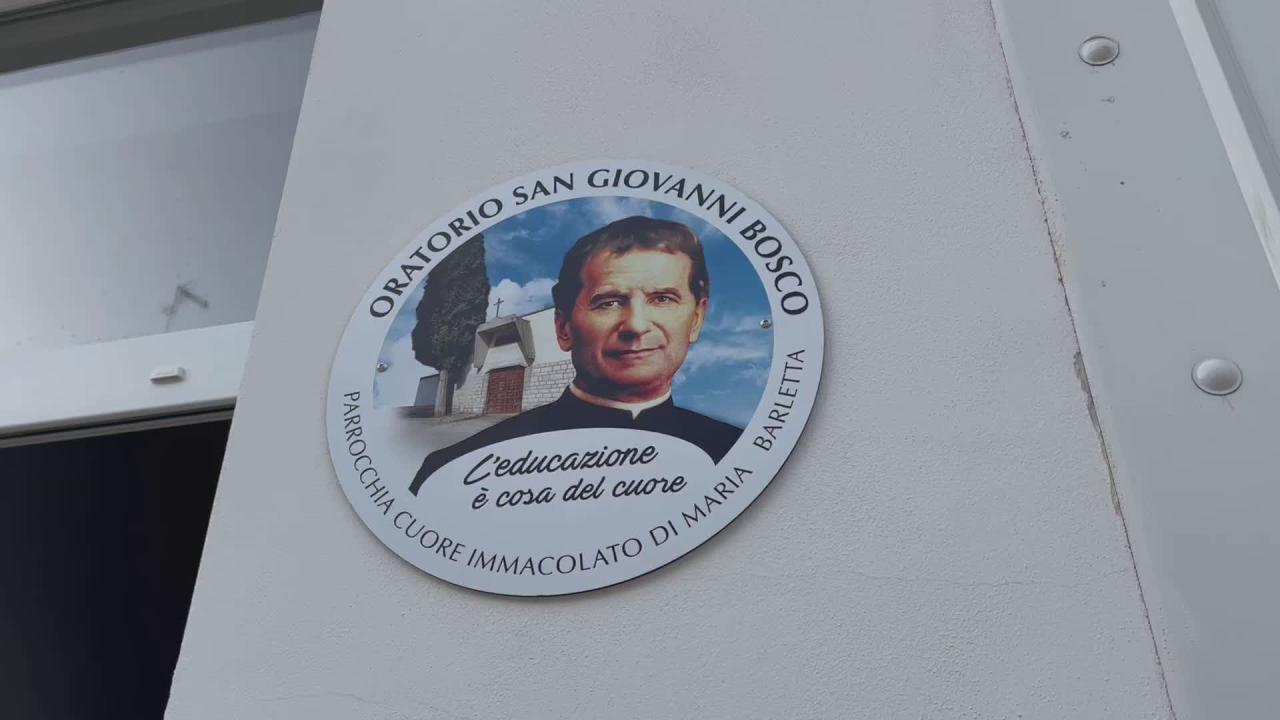 ORATORIO SAN GIOVANNI BOSCO
L'educazione
è cosa del cuore
PARROCCHIA CUORE IMMACOLATO DI MARIA BARLETTA